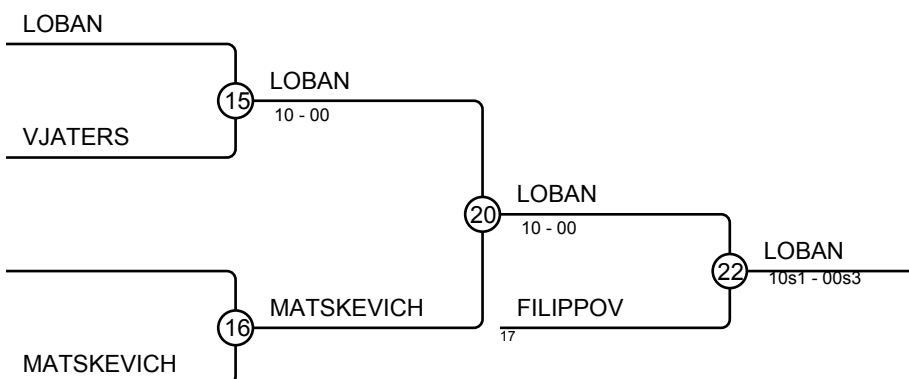 LOBAN
15
LOBAN
10 - 00
VJATERS
20
LOBAN
10 - 00
22
LOBAN
10s1 - 00s3
16
MATSKEVICH
FILIPPOV
17
MATSKEVICH